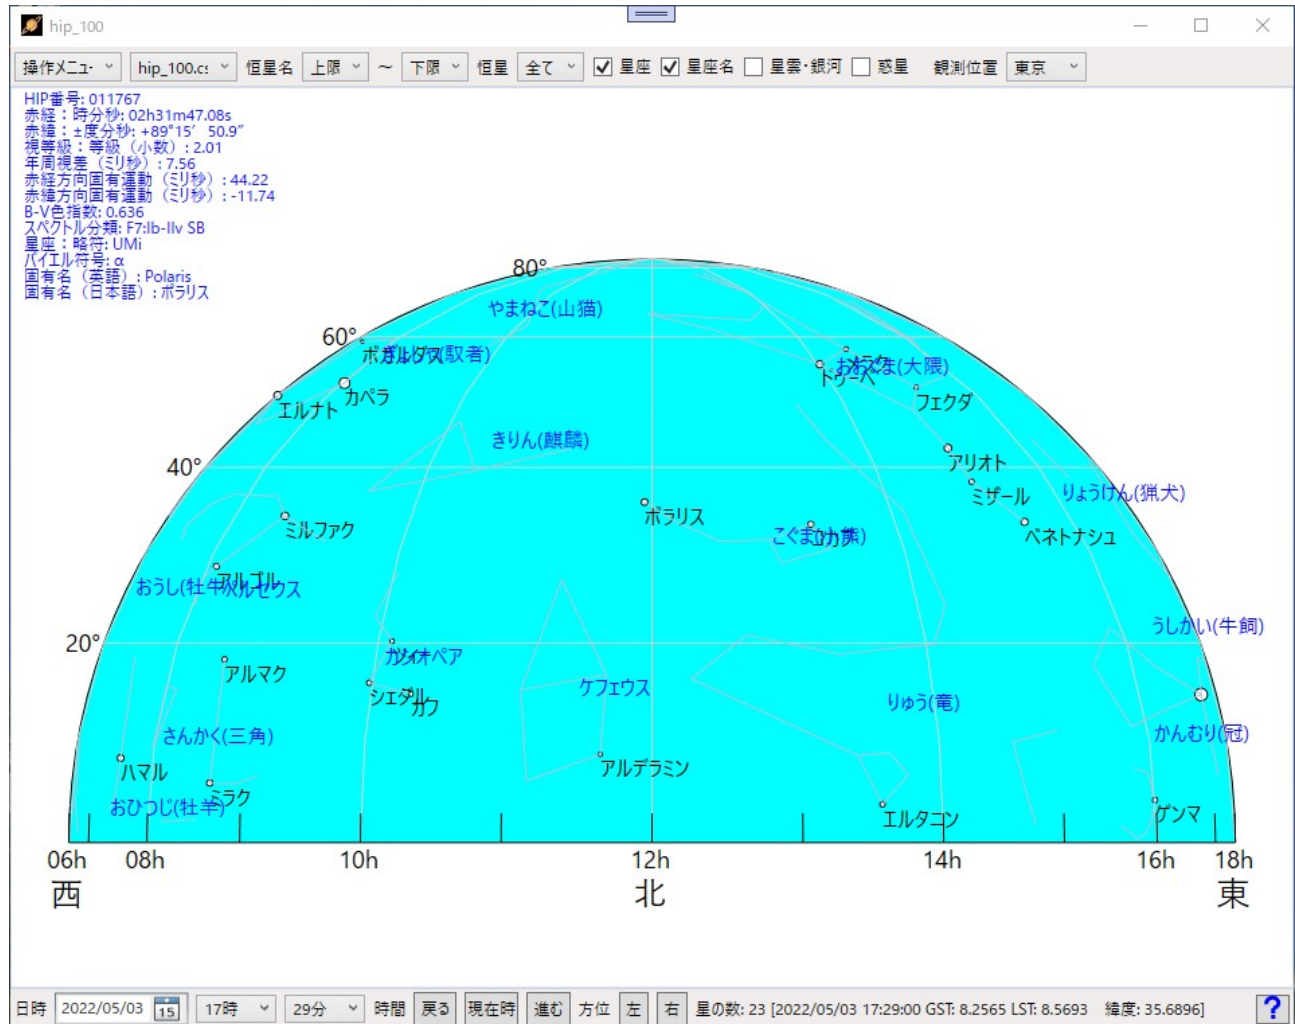 hip_100
操作メニュー hip_100.cs 恒星名 上限 ～ 下限 恒星 全て 星座 星座名 星雲・銀河 惑星 観測位置 東京
HIP番号: 011767
赤経：時分秒: 02h31m47.08s
赤緯：±度分秒: +89°15′ 50.9″
視等級：等級（小数）: 2.01
年周視差（ミリ秒）: 7.56
赤経方向固有運動（ミリ秒）: 44.22
赤緯方向固有運動（ミリ秒）: -11.74
B-V色指数: 0.636
スペクトル分類: F7:Ib-IIv SB
星座：略符: UMi
バイエル符号: α
固有名（英語）: Polaris
固有名（日本語）: ポラリス
80°
やまねこ(山猫)
60°
(馭者)
おおぐま(大隈)
ドゥーベ
カペラ
フェクダ
エルナト
きりん(麒麟)
40°
アリオト
ミザール
りょうけん(猟犬)
ポラリス
ミルファク
こぐま(小熊)
ベネトナシュ
アルゴル
おうし(牡牛)
ペルセウス
うしかい(牛飼)
20°
カシオペア
アルマク
ケフェウス
シェダル
カフ
りゅう(竜)
さんかく(三角)
かんむり(冠)
ハマル
アルデラミン
ミラク
おひつじ(牡羊)
エルタニン
ゲンマ
06h 08h 10h 12h 14h 16h 18h
西 北 東
日時 2022/05/03 15 17時 29分 時間 戻る 現在時 進む 方位 左 右 星の数: 23 [2022/05/03 17:29:00 GST: 8.2565 LST: 8.5693 緯度: 35.6896] ?